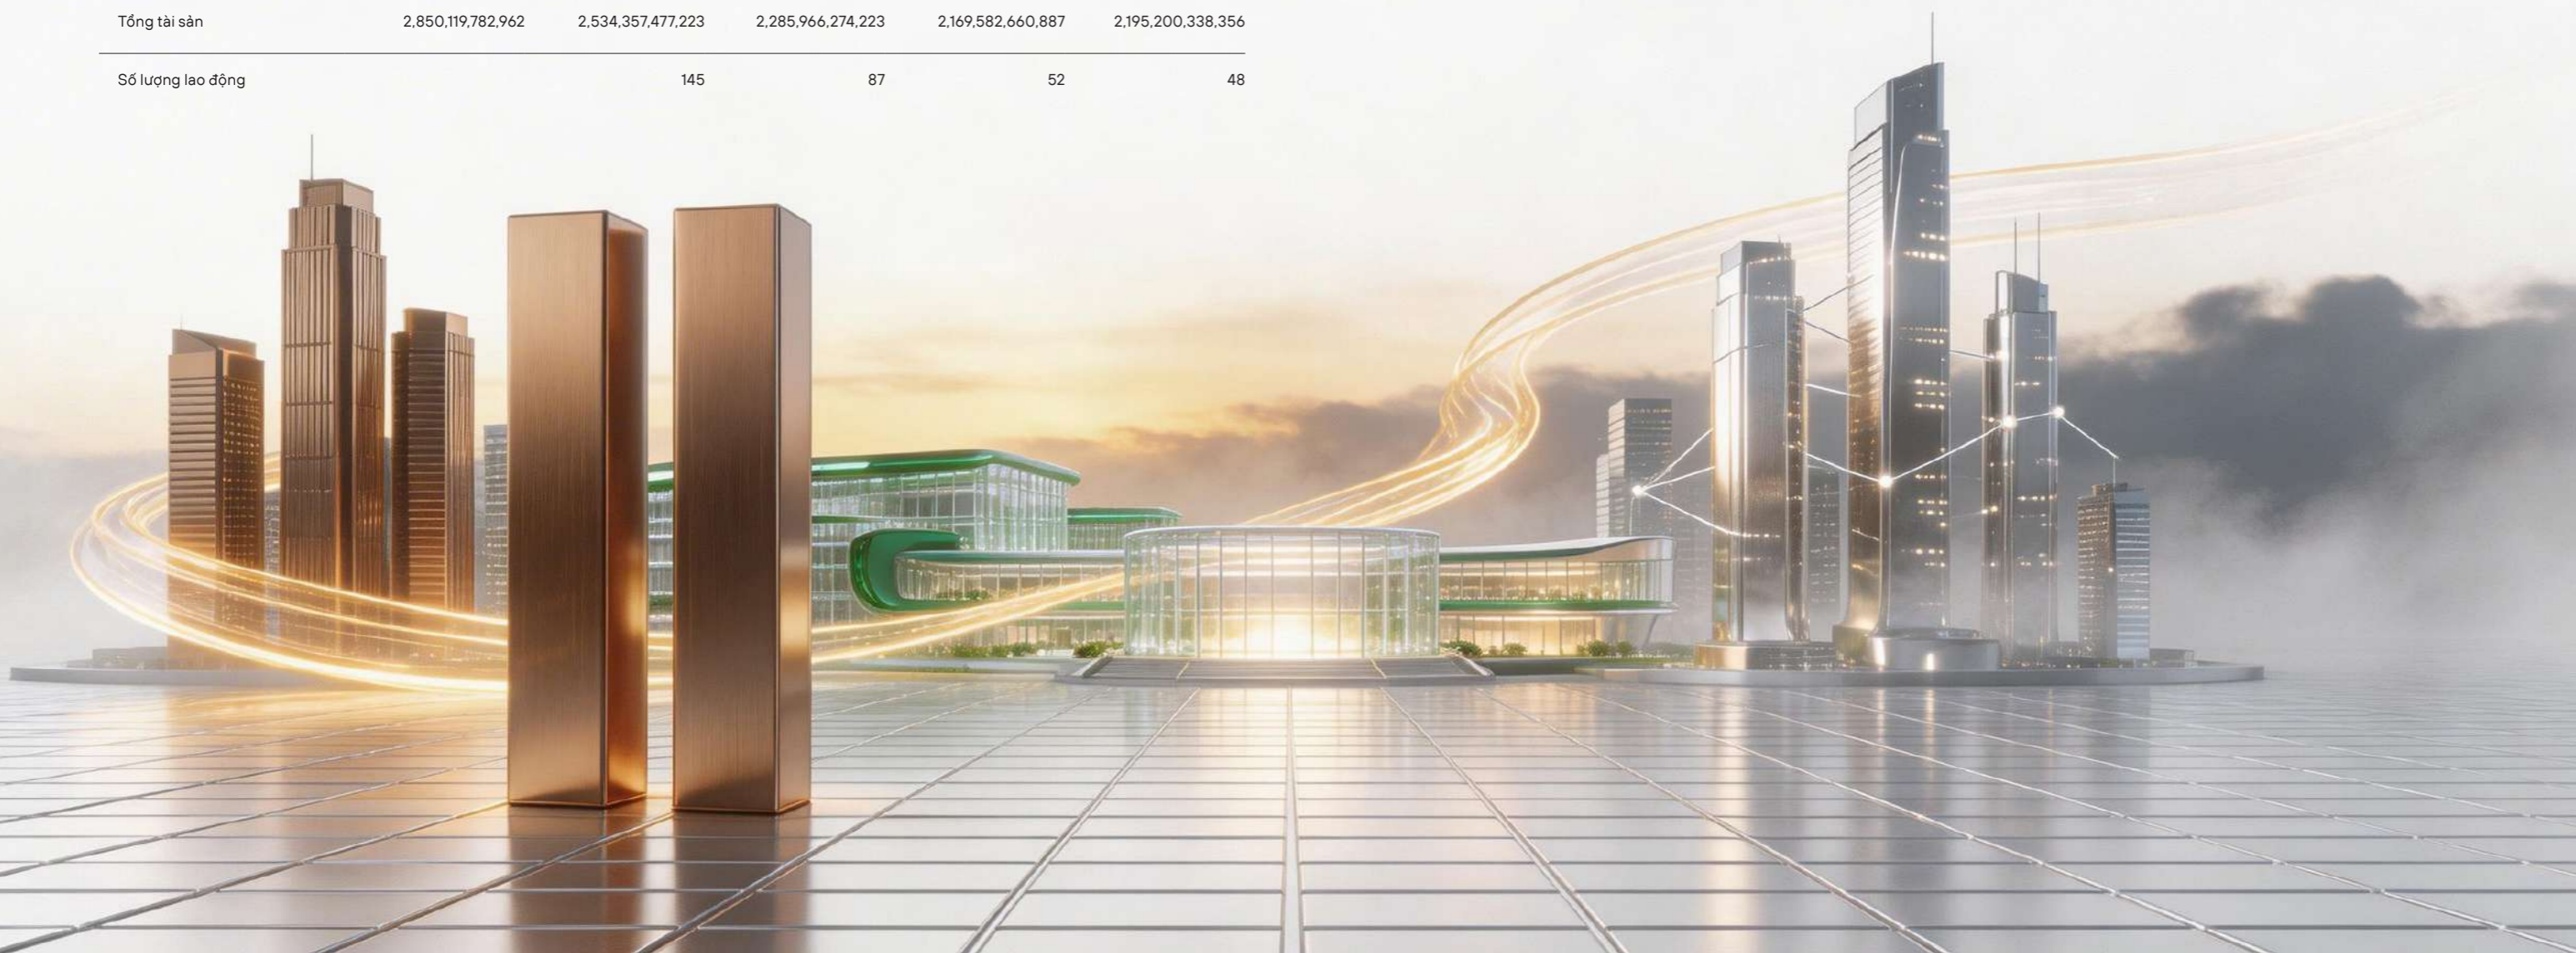 Tổng tài sản 2,850,119,782,962 2,534,357,477,223 2,285,966,274,223 2,169,582,660,887 2,195,200,338,356
Số lượng lao động 145 87 52 48